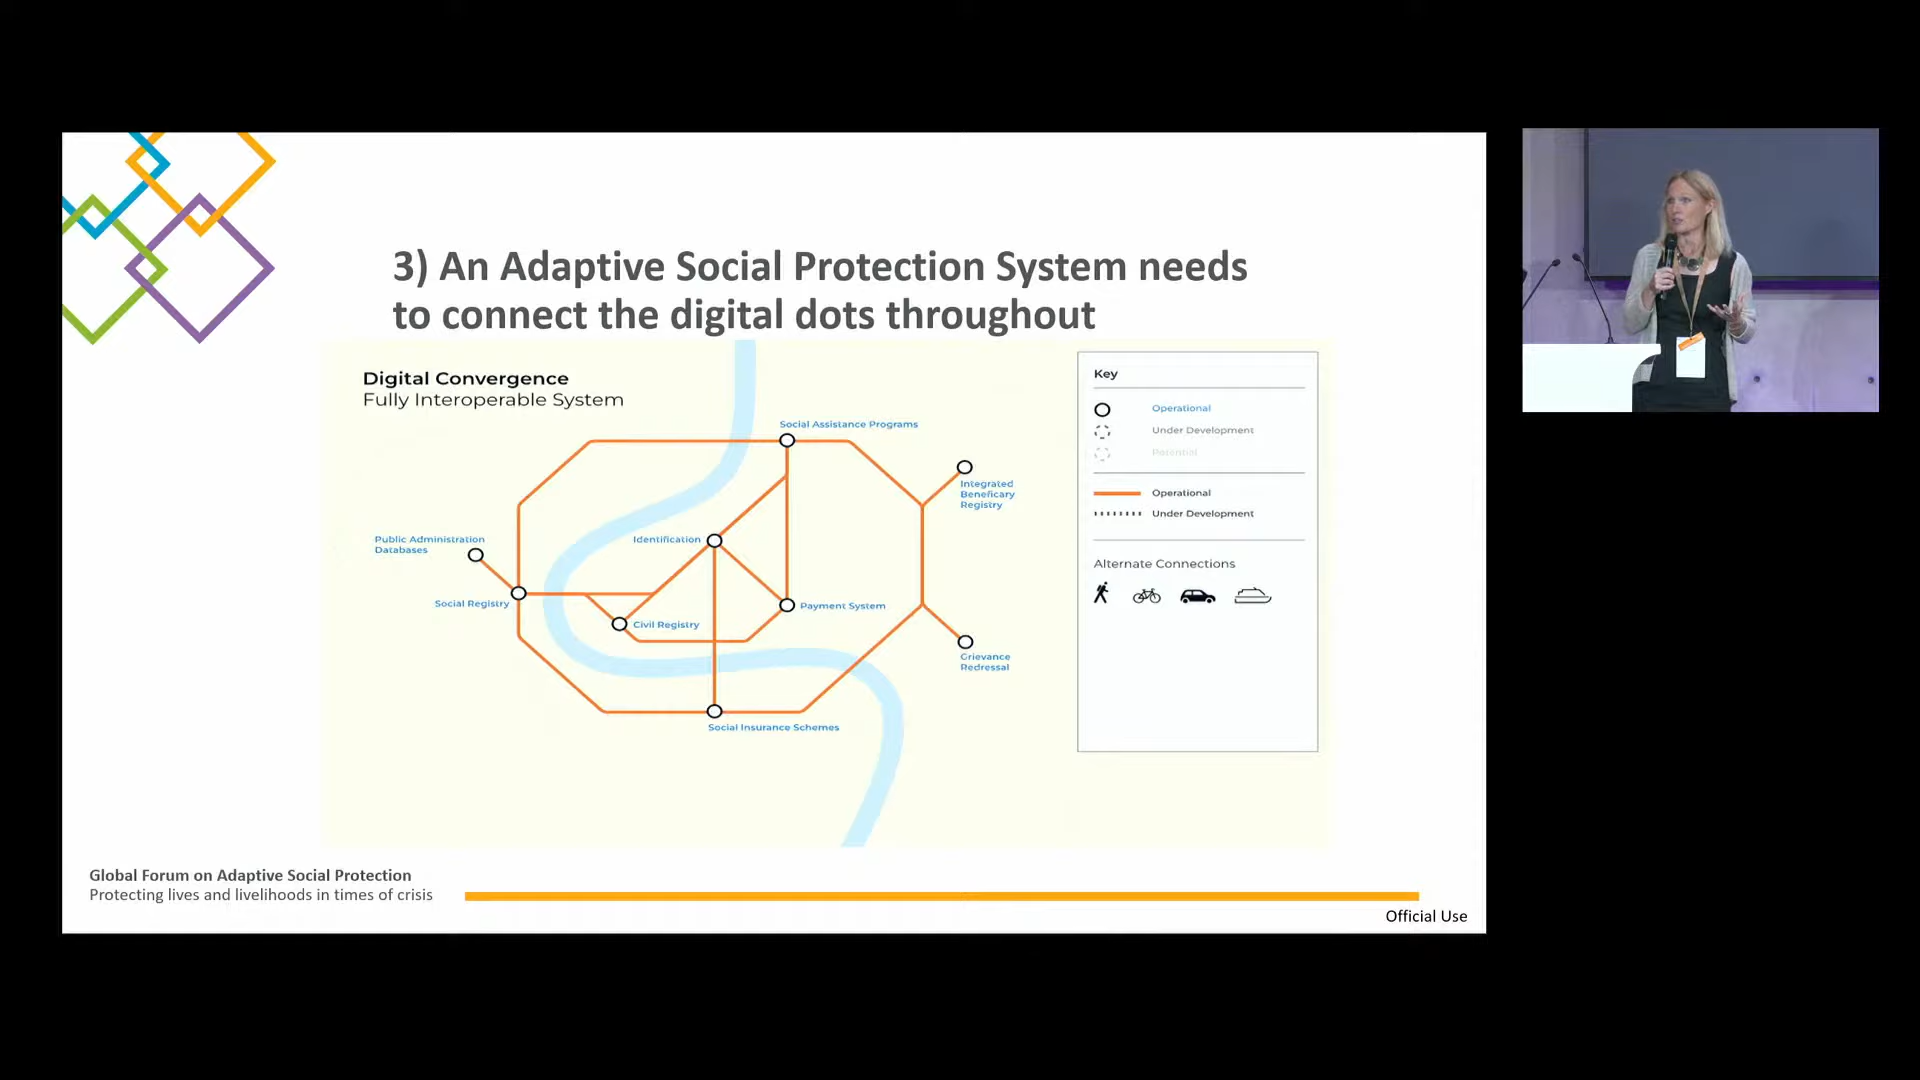 3) An Adaptive Social Protection System needs
to connect the digital dots throughout
Digital Convergence
Fully Interoperable System
Social Assistance Programs
Integrated
Beneficary
Registry
Public Administration
Databases
Identification
Social Registry
Civil Registry
Payment System
Grievance
Redressal
Social Insurance Schemes
Key
Operational
Under Development
Potential
Operational
Under Development
Alternate Connections
Global Forum on Adaptive Social Protection
Protecting lives and livelihoods in times of crisis
Official Use